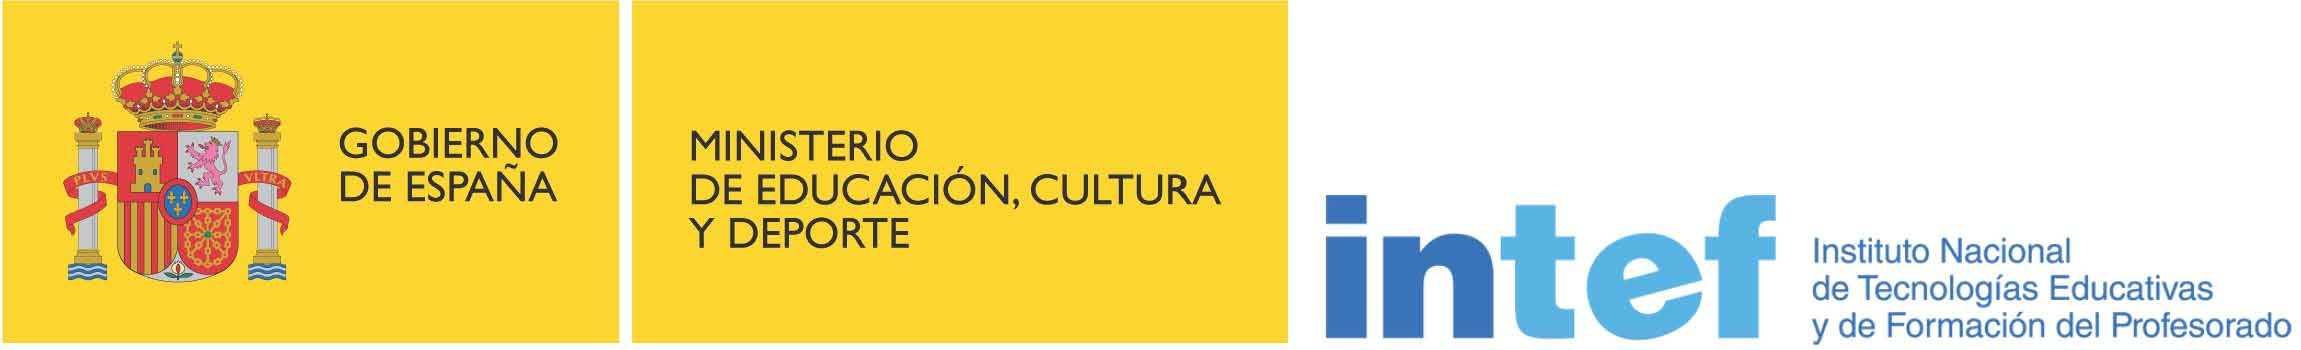 PLVS VLTRA
GOBIERNO
DE ESPAÑA
MINISTERIO
DE EDUCACIÓN, CULTURA
Y DEPORTE
intef
Instituto Nacional
de Tecnologías Educativas
y de Formación del Profesorado